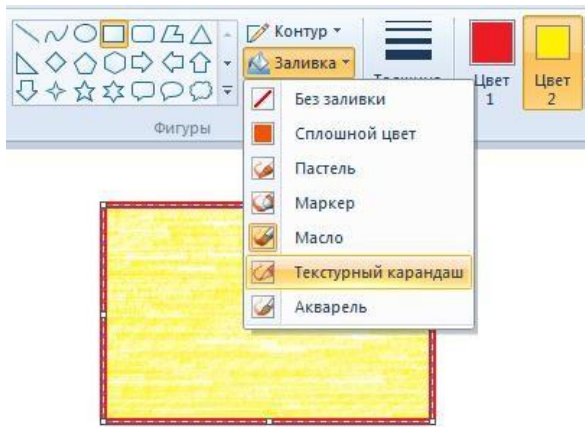 Контур
Заливка
Цвет
1
Цвет
2
Фигуры
Без заливки
Сплошной цвет
Пастель
Маркер
Масло
Текстурный карандаш
Акварель